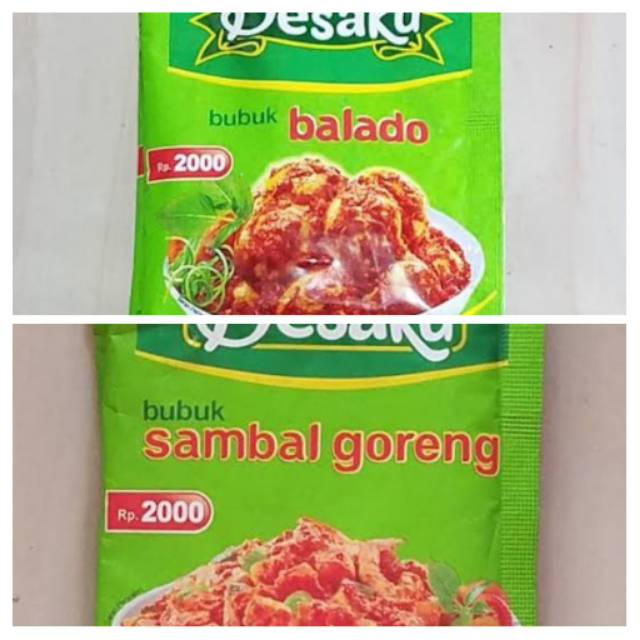 Desaku
bubuk balado
Rp. 2000
Desaku
bubuk
sambal goreng
Rp. 2000